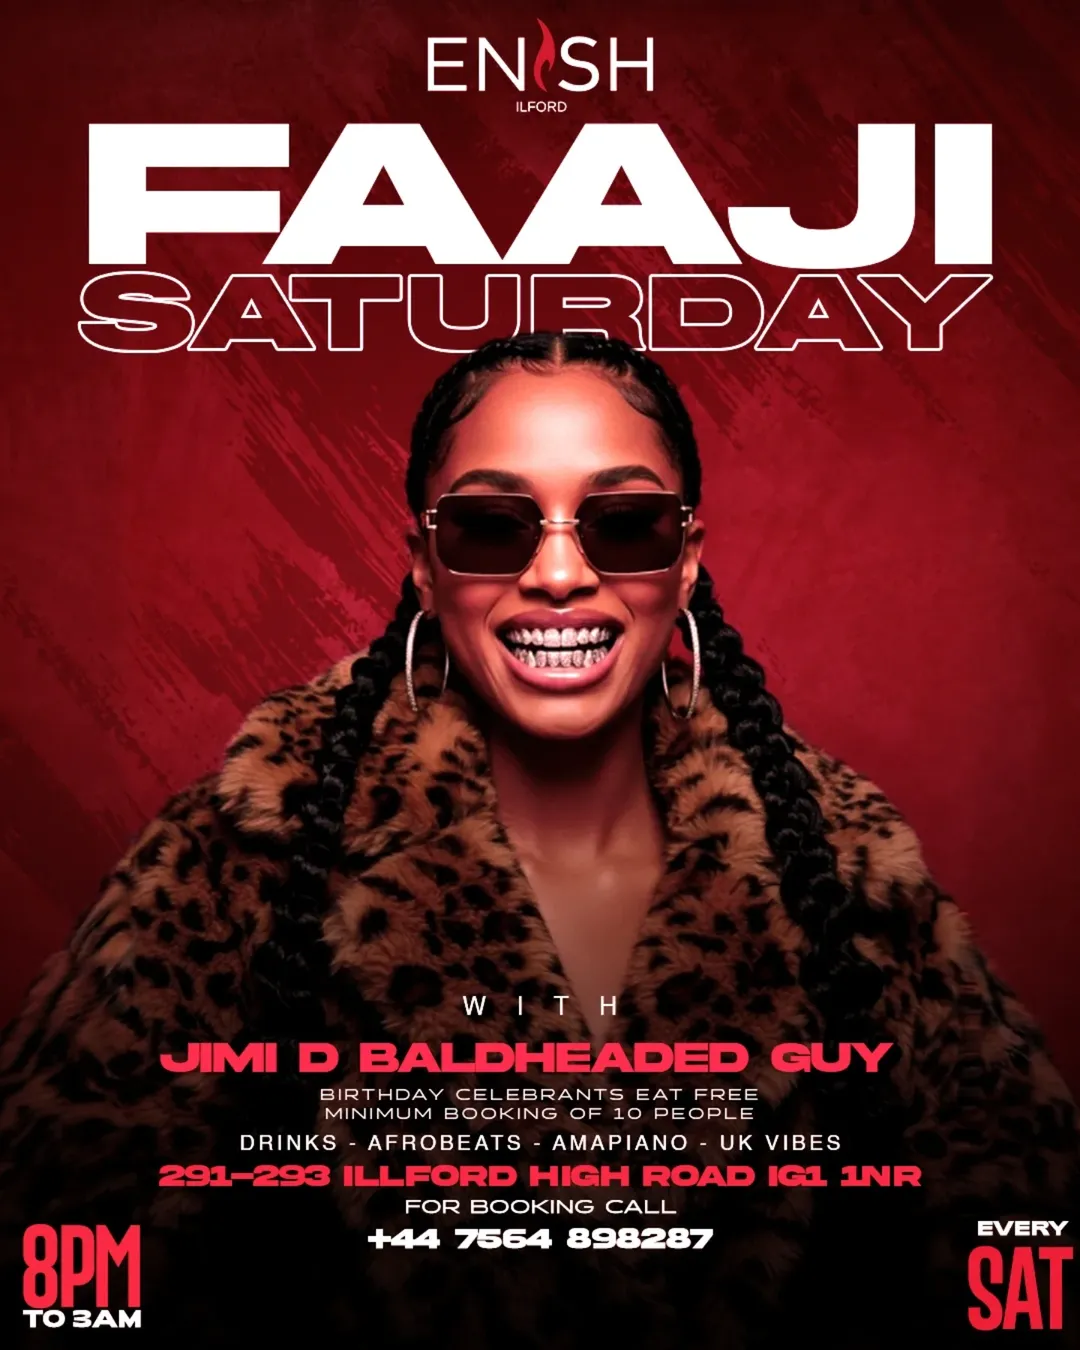 ENISH
ILFORD
FAAJI
SATURDAY
WITH
JIMI D BALDHEADED GUY
BIRTHDAY CELEBRANTS EAT FREE
MINIMUM BOOKING OF 10 PEOPLE
DRINKS - AFROBEATS - AMAPIANO - UK VIBES
291-293 ILLFORD HIGH ROAD IG1 1NR
FOR BOOKING CALL
+44 7564 898287
8PM
TO 3AM
EVERY
SAT